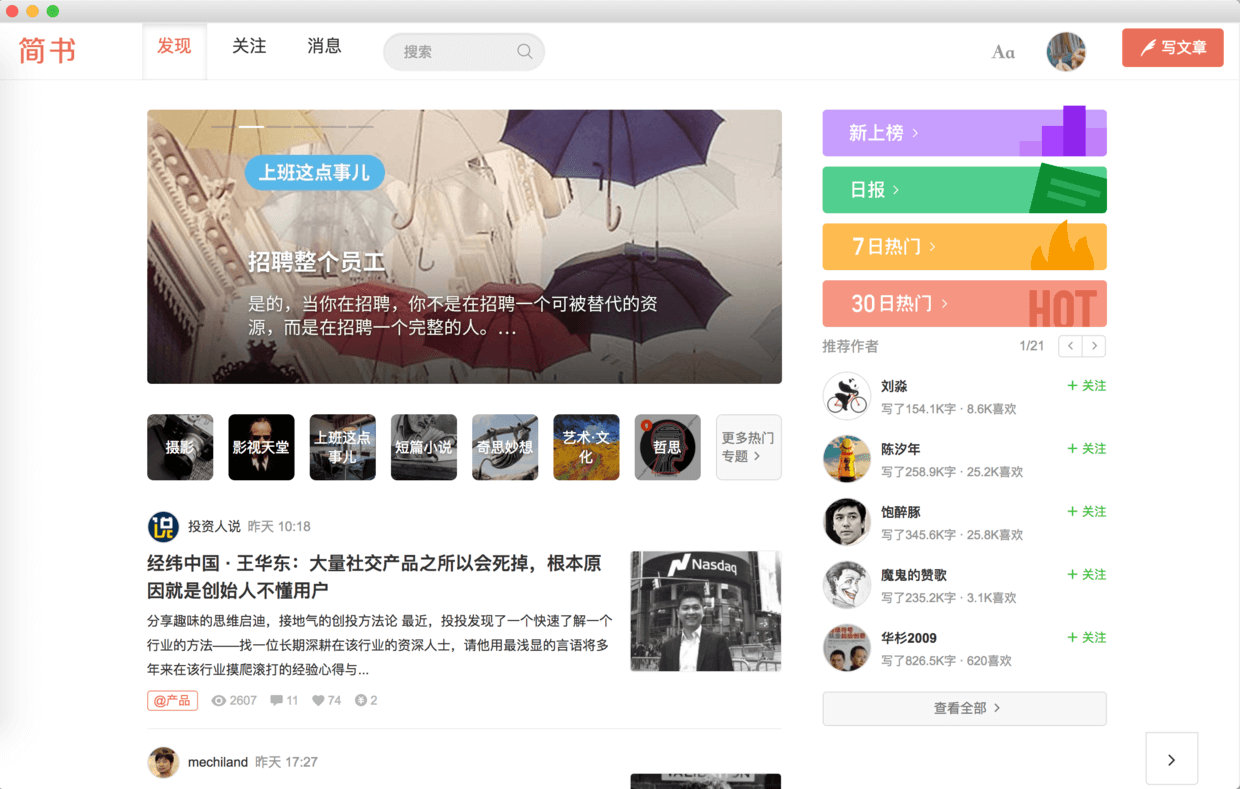 简书
发现
关注
消息
搜索
Aa
写文章
上班这点事儿
招聘整个员工
是的，当你在招聘，你不是在招聘一个可被替代的资
源，而是在招聘一个完整的人。...
摄影
影视天堂
上班这点
事儿
短篇小说
奇思妙想
艺术·文
化
哲思
更多热门
专题
投资人说 昨天 10:18
经纬中国 · 王华东：大量社交产品之所以会死掉，根本原
因就是创始人不懂用户
分享趣味的思维启迪，接地气的创投方法论 最近，投投发现了一个快速了解一个
行业的方法——找一位长期深耕在该行业的资深人士，请他用最浅显的言语将多
年来在该行业摸爬滚打的经验心得与...
@产品 2607 11 74 2
Nasdaq
mechiland 昨天 17:27
新上榜
日报
7日热门
30日热门
HOT
推荐作者 1/21
刘淼 + 关注
写了154.1K字 · 8.6K喜欢
陈汐年 + 关注
写了258.9K字 · 25.2K喜欢
饱醉豚 + 关注
写了345.6K字 · 25.8K喜欢
魔鬼的赞歌 + 关注
写了235.2K字 · 3.1K喜欢
华杉2009 + 关注
写了826.5K字 · 620喜欢
查看全部